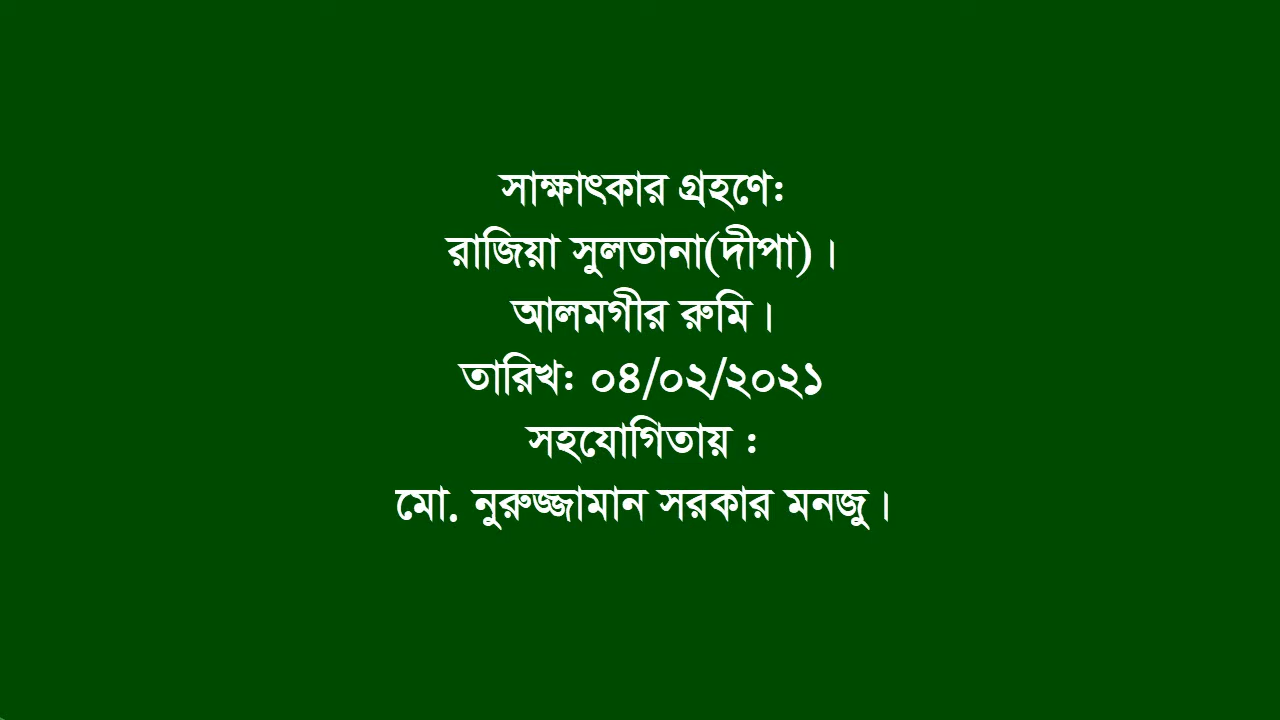 সাক্ষাৎকার গ্রহণে:
রাজিয়া সুলতানা(দীপা)।
আলমগীর রুমি।
তারিখ: ০৪/০২/২০২১
সহযোগিতায় :
মো. নুরুজ্জামান সরকার মনজু।